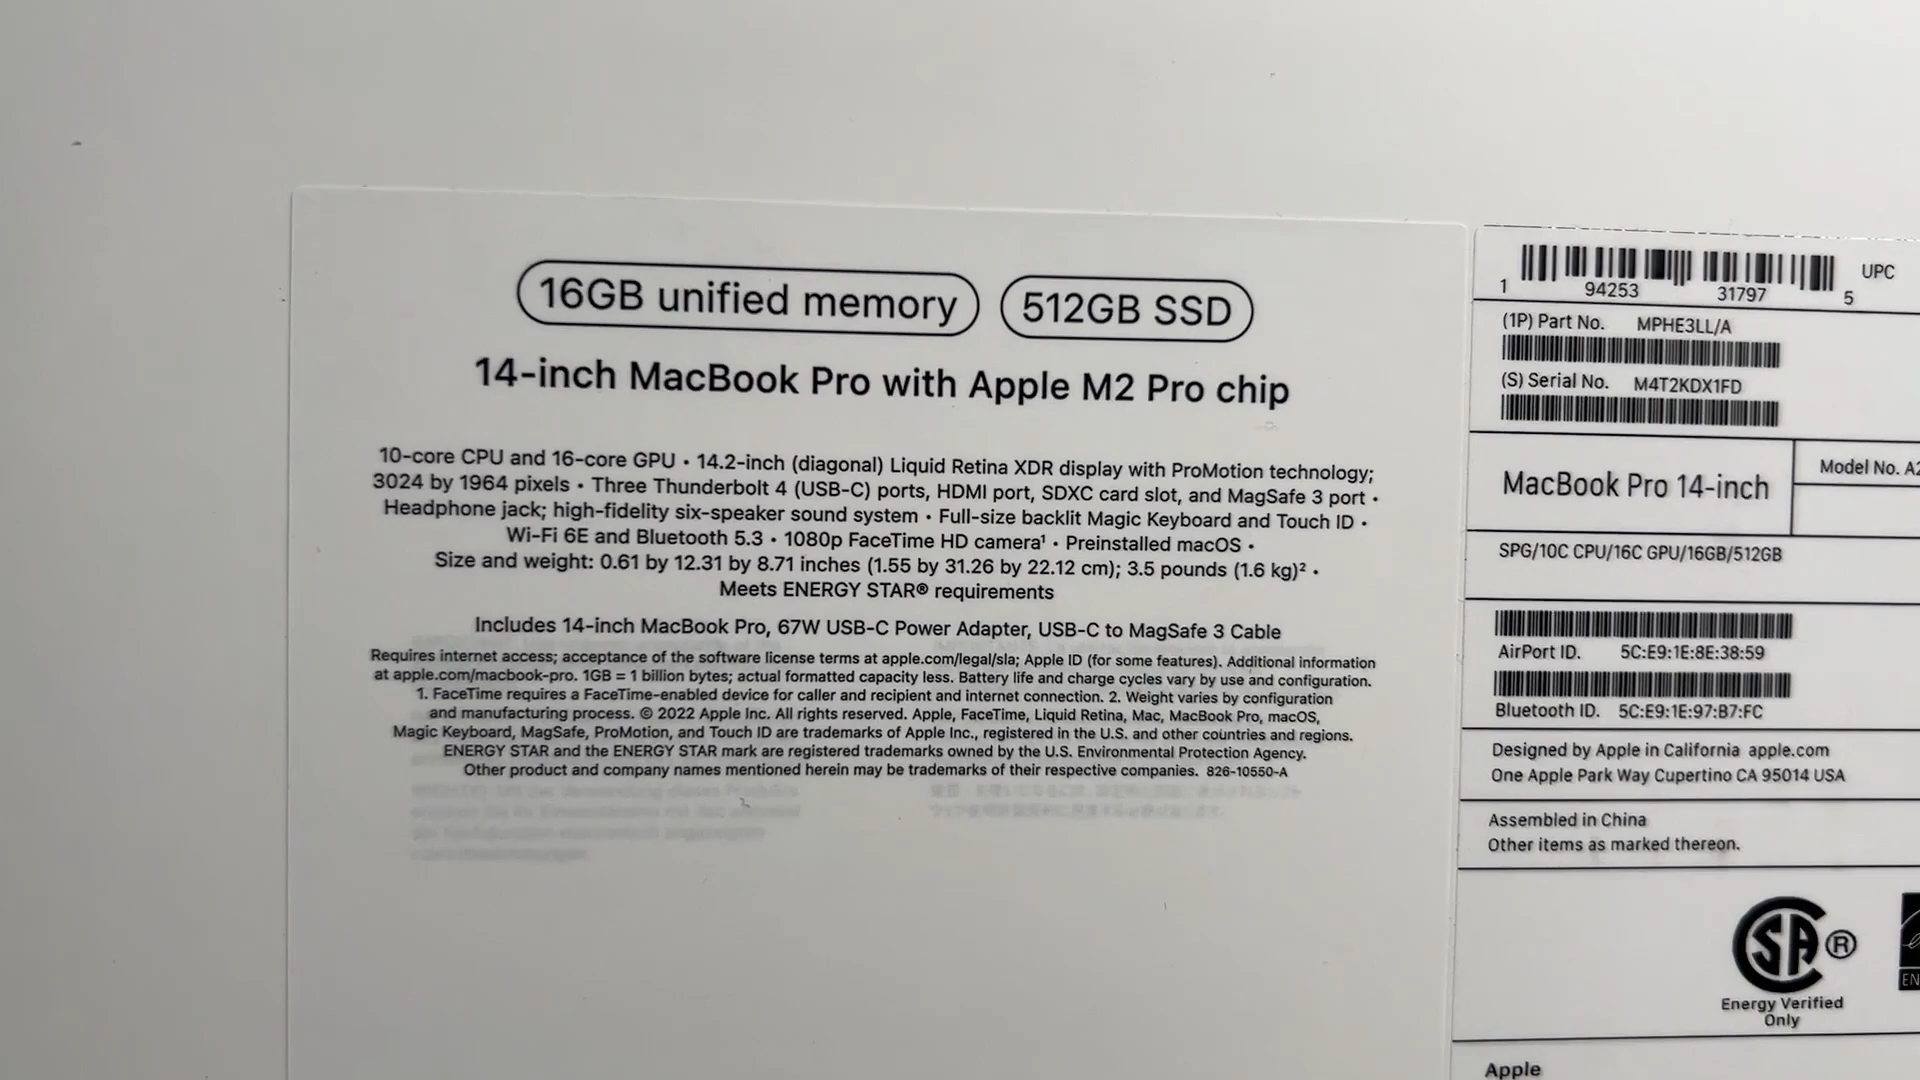 16GB unified memory 512GB SSD
14-inch MacBook Pro with Apple M2 Pro chip
10-core CPU and 16-core GPU • 14.2-inch (diagonal) Liquid Retina XDR display with ProMotion technology;
3024 by 1964 pixels • Three Thunderbolt 4 (USB-C) ports, HDMI port, SDXC card slot, and MagSafe 3 port •
Headphone jack; high-fidelity six-speaker sound system • Full-size backlit Magic Keyboard and Touch ID •
Wi-Fi 6E and Bluetooth 5.3 • 1080p FaceTime HD camera¹ • Preinstalled macOS •
Size and weight: 0.61 by 12.31 by 8.71 inches (1.55 by 31.26 by 22.12 cm); 3.5 pounds (1.6 kg)² •
Meets ENERGY STAR® requirements
Includes 14-inch MacBook Pro, 67W USB-C Power Adapter, USB-C to MagSafe 3 Cable
Requires internet access; acceptance of the software license terms at apple.com/legal/sla; Apple ID (for some features). Additional information
at apple.com/macbook-pro. 1GB = 1 billion bytes; actual formatted capacity less. Battery life and charge cycles vary by use and configuration.
1. FaceTime requires a FaceTime-enabled device for caller and recipient and internet connection. 2. Weight varies by configuration
and manufacturing process. © 2022 Apple Inc. All rights reserved. Apple, FaceTime, Liquid Retina, Mac, MacBook Pro, macOS,
Magic Keyboard, MagSafe, ProMotion, and Touch ID are trademarks of Apple Inc., registered in the U.S. and other countries and regions.
ENERGY STAR and the ENERGY STAR mark are registered trademarks owned by the U.S. Environmental Protection Agency.
Other product and company names mentioned herein may be trademarks of their respective companies. 826-10550-A
1 94253 31797 5 UPC
(1P) Part No. MPHE3LL/A
(S) Serial No. M4T2KDX1FD
MacBook Pro 14-inch
Model No.
SPG/10C CPU/16C GPU/16GB/512GB
AirPort ID. 5C:E9:1E:8E:38:59
Bluetooth ID. 5C:E9:1E:97:B7:FC
Designed by Apple in California apple.com
One Apple Park Way Cupertino CA 95014 USA
Assembled in China
Other items as marked thereon.
SA ®
Energy Verified
Only
Apple